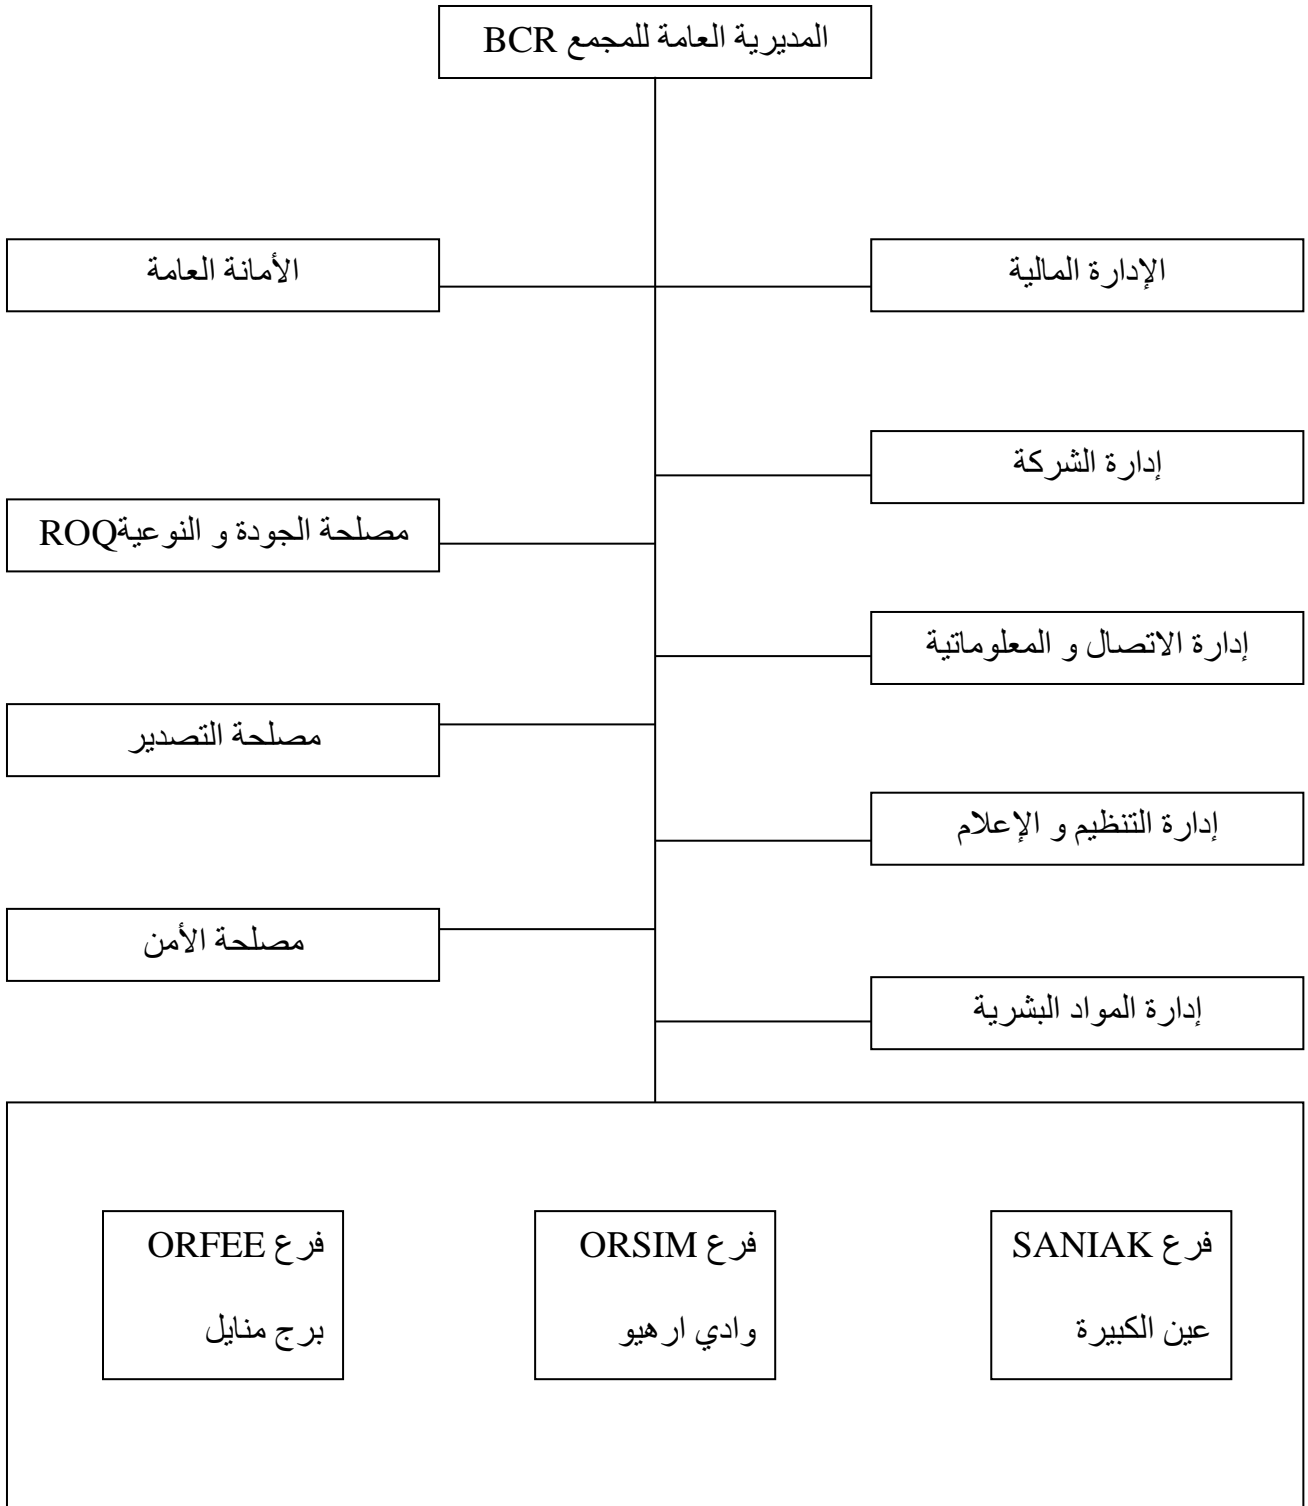 المديرية العامة للمجمع BCR
الإدارة المالية
الأمانة العامة
إدارة الشركة
مصلحة الجودة و النوعيةROQ
إدارة الاتصال و المعلوماتية
مصلحة التصدير
إدارة التنظيم و الإعلام
مصلحة الأمن
إدارة المواد البشرية
فرع SANIAK
عين الكبيرة
فرع ORSIM
وادي ارهيو
فرع ORFEE
برج منايل